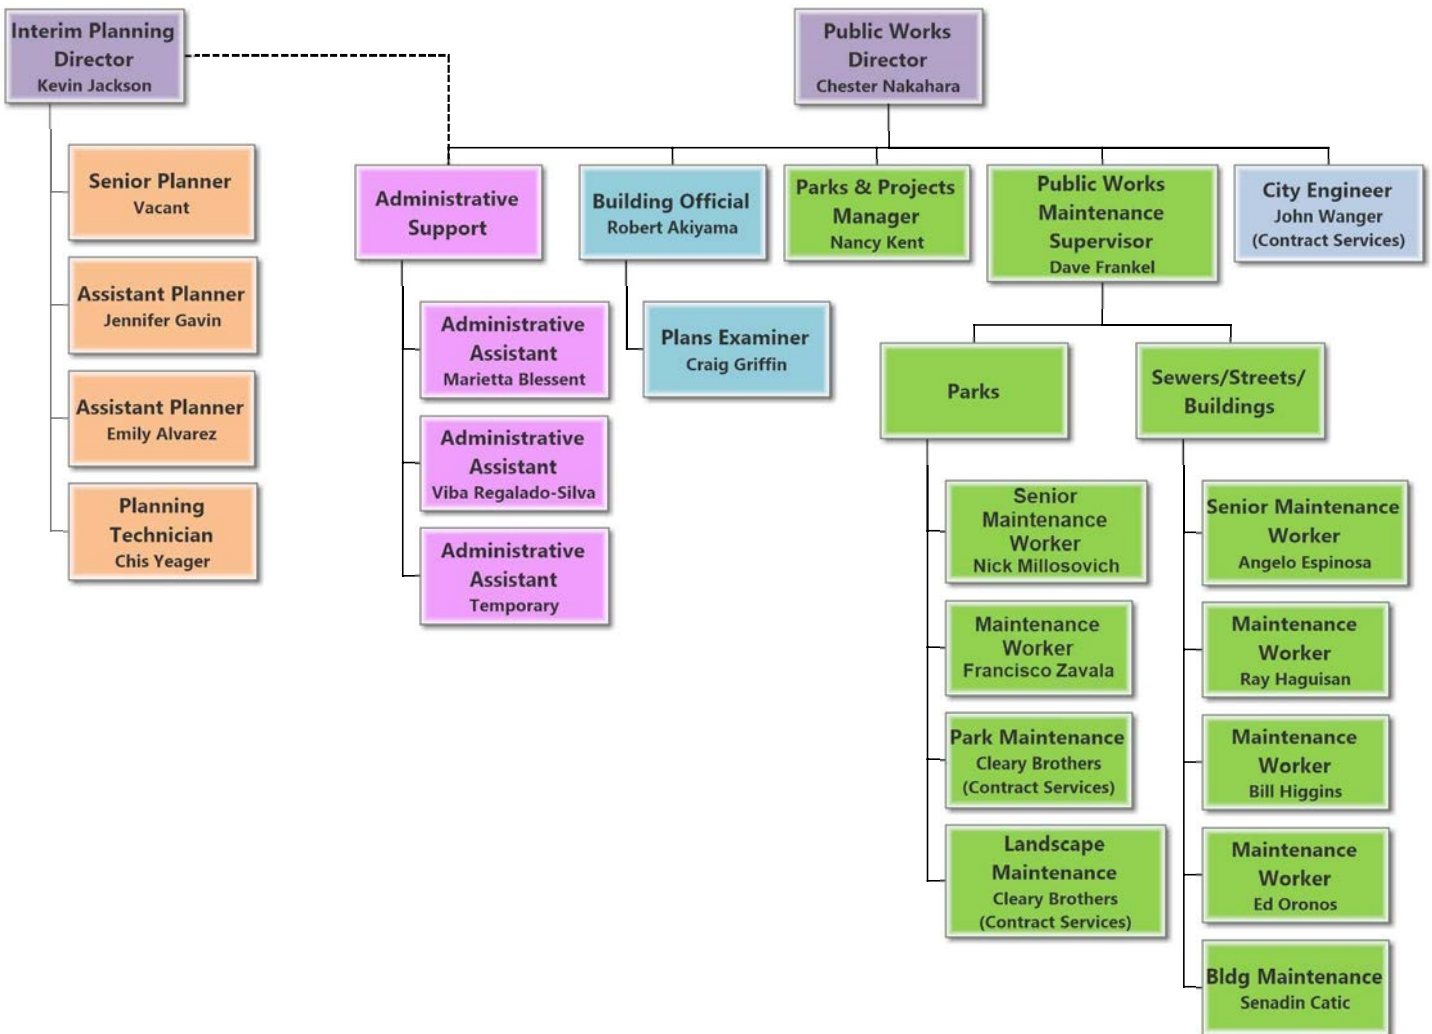 Interim Planning
Director
Kevin Jackson
Senior Planner
Vacant
Assistant Planner
Jennifer Gavin
Assistant Planner
Emily Alvarez
Planning
Technician
Chis Yeager
Public Works
Director
Chester Nakahara
Administrative
Support
Administrative
Assistant
Marietta Blessent
Administrative
Assistant
Viba Regalado-Silva
Administrative
Assistant
Temporary
Building Official
Robert Akiyama
Plans Examiner
Craig Griffin
Parks & Projects
Manager
Nancy Kent
Public Works
Maintenance
Supervisor
Dave Frankel
Parks
Senior
Maintenance
Worker
Nick Millosovich
Maintenance
Worker
Francisco Zavala
Park Maintenance
Cleary Brothers
(Contract Services)
Landscape
Maintenance
Cleary Brothers
(Contract Services)
Sewers/Streets/
Buildings
Senior Maintenance
Worker
Angelo Espinosa
Maintenance
Worker
Ray Haguisan
Maintenance
Worker
Bill Higgins
Maintenance
Worker
Ed Oronos
Bldg Maintenance
Senadin Catic
City Engineer
John Wanger
(Contract Services)